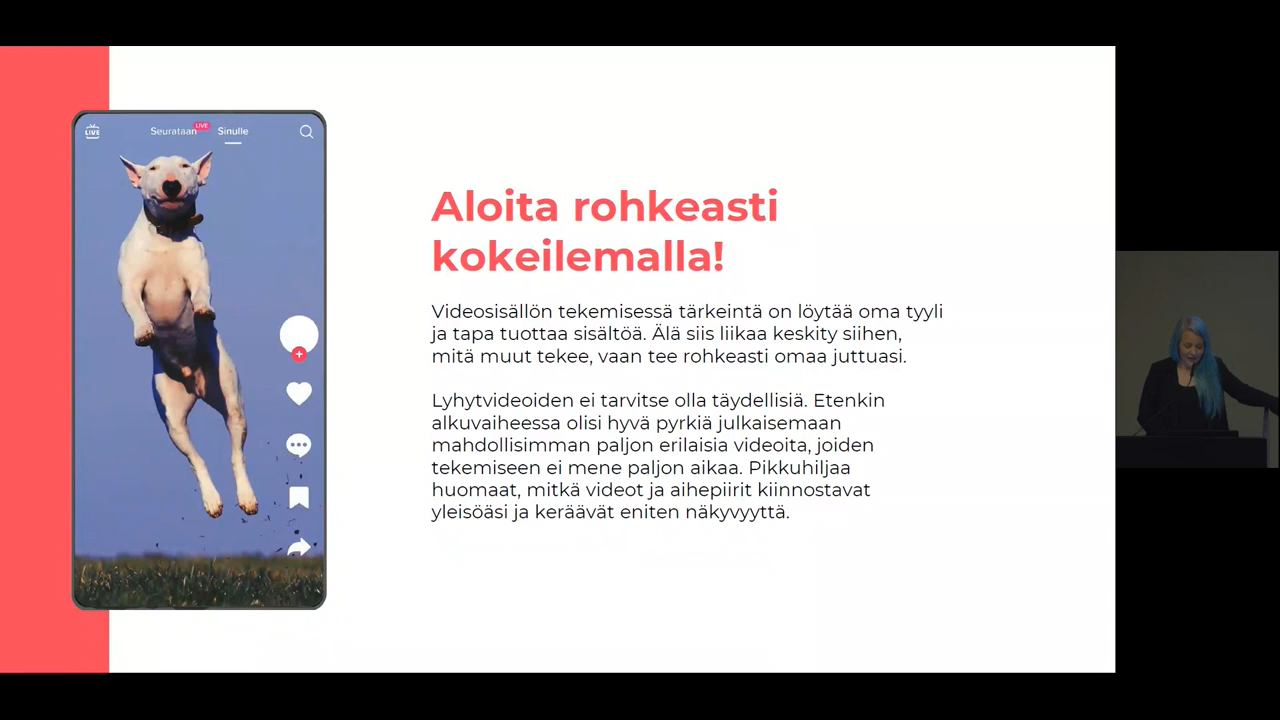 LIVE
Seurataan
LIVE
Sinulle
Aloita rohkeasti
kokeilemalla!
Videosisällön tekemisessä tärkeintä on löytää oma tyyli
ja tapa tuottaa sisältöä. Älä siis liikaa keskity siihen,
mitä muut tekee, vaan tee rohkeasti omaa juttuasi.
Lyhytvideoiden ei tarvitse olla täydellisiä. Etenkin
alkuvaiheessa olisi hyvä pyrkiä julkaisemaan
mahdollisimman paljon erilaisia videoita, joiden
tekemiseen ei mene paljon aikaa. Pikkuhiljaa
huomaat, mitkä videot ja aihepiirit kiinnostavat
yleisöäsi ja keräävät eniten näkyvyyttä.